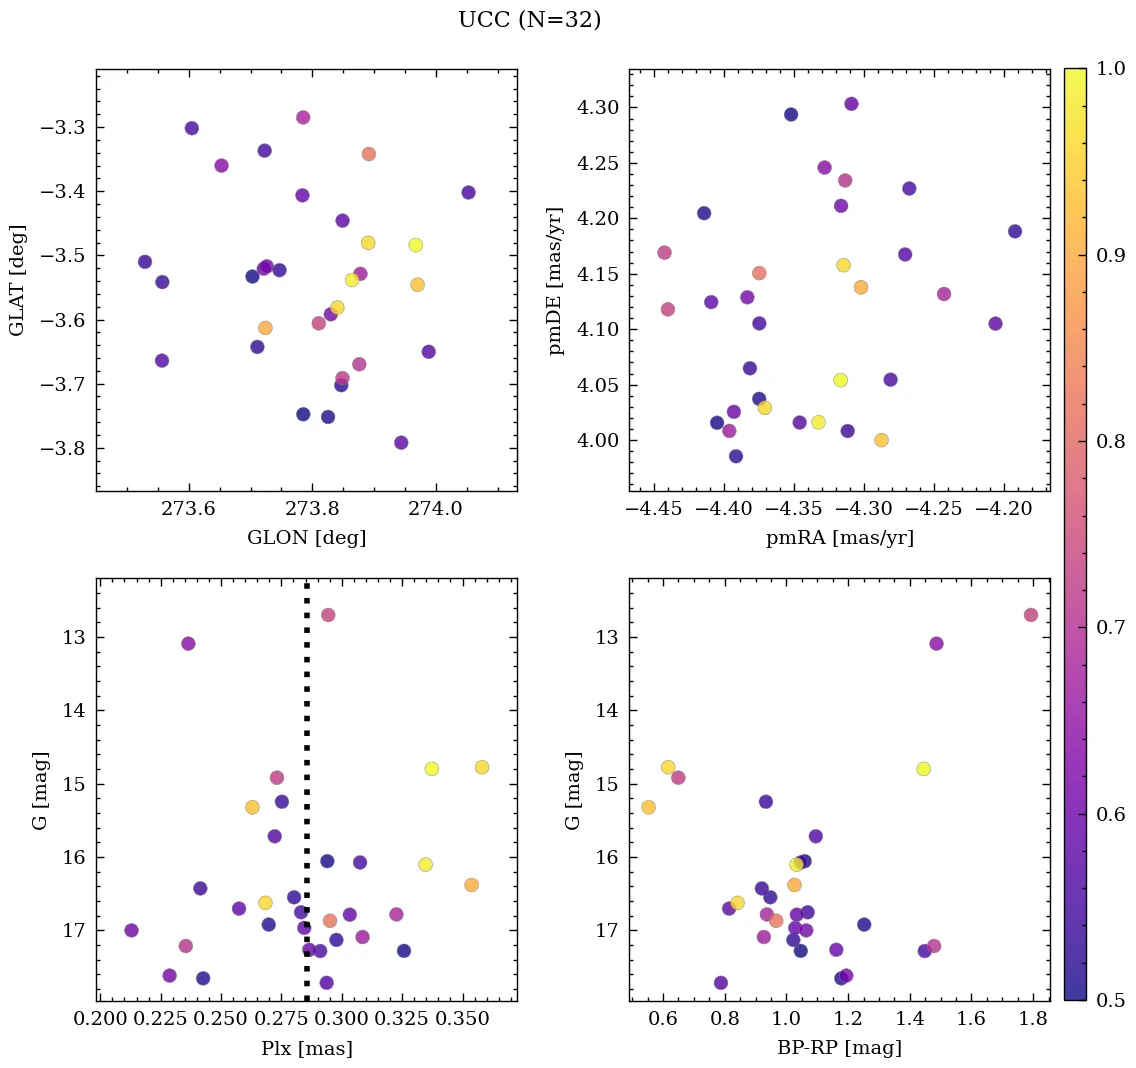 UCC (N=32)
−3.3
−3.4
−3.5
−3.6
−3.7
−3.8
GLAT [deg]
273.6 273.8 274.0
GLON [deg]
4.30
4.25
4.20
4.15
4.10
4.05
4.00
pmDE [mas/yr]
−4.45 −4.40 −4.35 −4.30 −4.25 −4.20
pmRA [mas/yr]
13
14
15
16
17
G [mag]
0.200 0.225 0.250 0.275 0.300 0.325 0.350
Plx [mas]
13
14
15
16
17
G [mag]
0.6 0.8 1.0 1.2 1.4 1.6 1.8
BP-RP [mag]
1.0
0.9
0.8
0.7
0.6
0.5